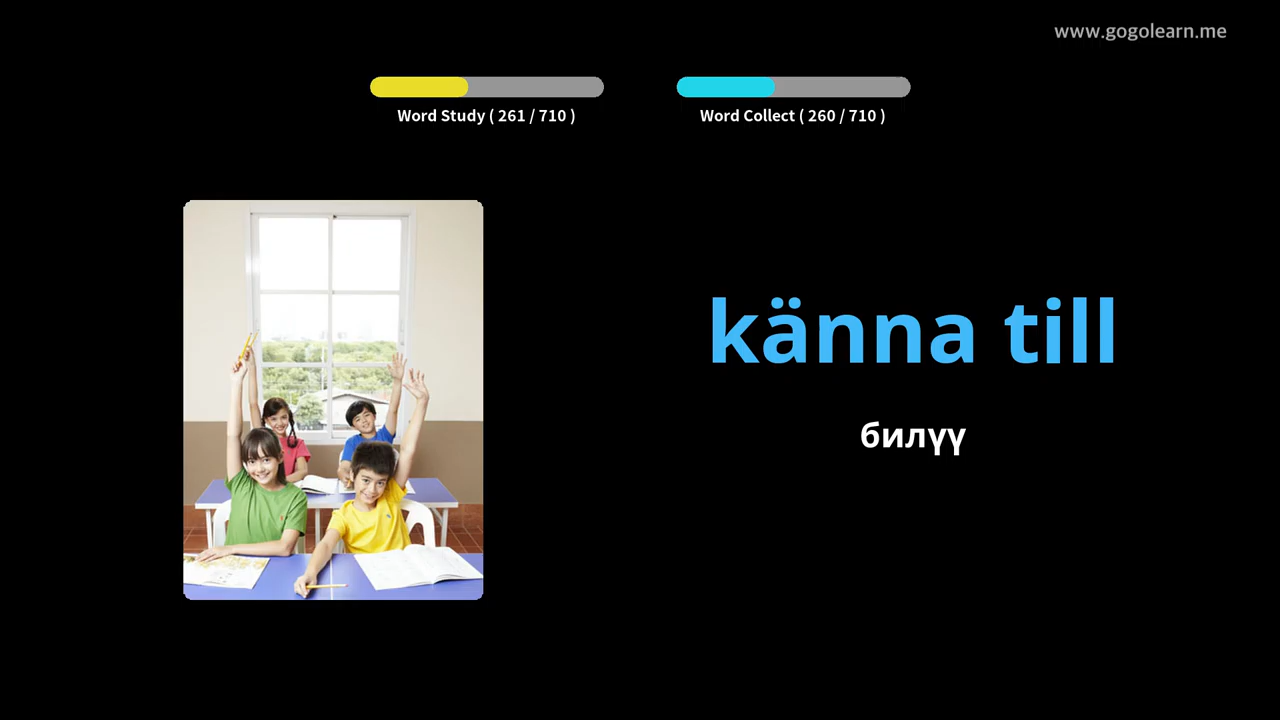 www.gogolearn.me
Word Study ( 261 / 710 )
Word Collect ( 260 / 710 )
känna till
билүү